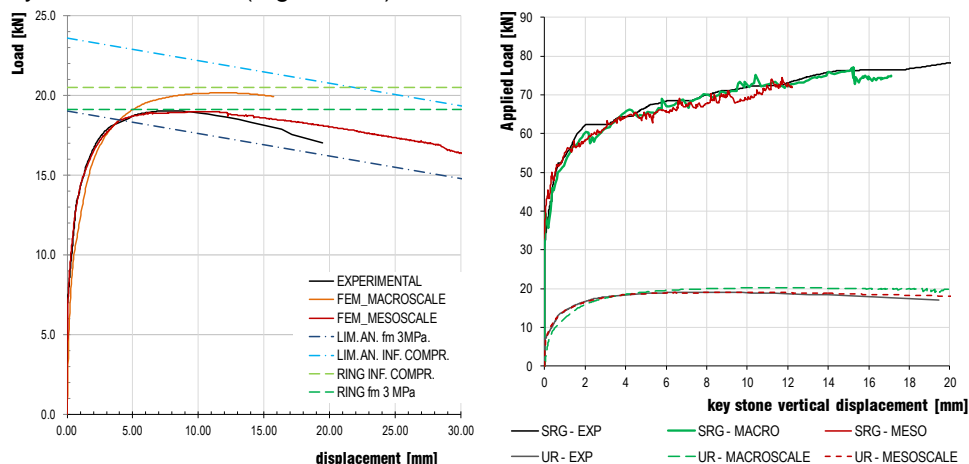 25.0
20.0
15.0
10.0
5.0
0.0
0.00 5.00 10.00 15.00 20.00 25.00 30.00
Load [kN]
displacement [mm]
EXPERIMENTAL
FEM_MACROSCALE
FEM_MESOSCALE
LIM.AN. fm 3MPa.
LIM.AN. INF. COMPR.
RING INF. COMPR.
RING fm 3 MPa
90
80
70
60
50
40
30
20
10
0
0 2 4 6 8 10 12 14 16 18 20
Applied Load [kN]
key stone vertical displacement [mm]
SRG - EXP SRG - MACRO SRG - MESO
UR - EXP UR - MACROSCALE UR - MESOSCALE